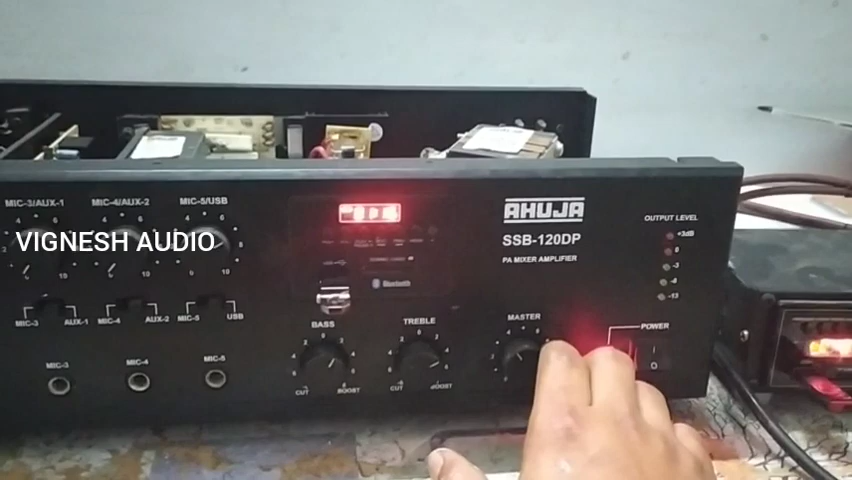 MIC-3/AUX-1 MIC-4/AUX-2 MIC-5/USB
VIGNESH AUDIO
AHUJA
SSB-120DP
PA MIXER AMPLIFIER
OUTPUT LEVEL
+3dB
0
-3
Bluetooth
MIC-3 AUX-1 MIC-4 AUX-2 MIC-5 USB
BASS TREBLE MASTER POWER
CUT BOOST CUT BOOST
MIC-3 MIC-4 MIC-5